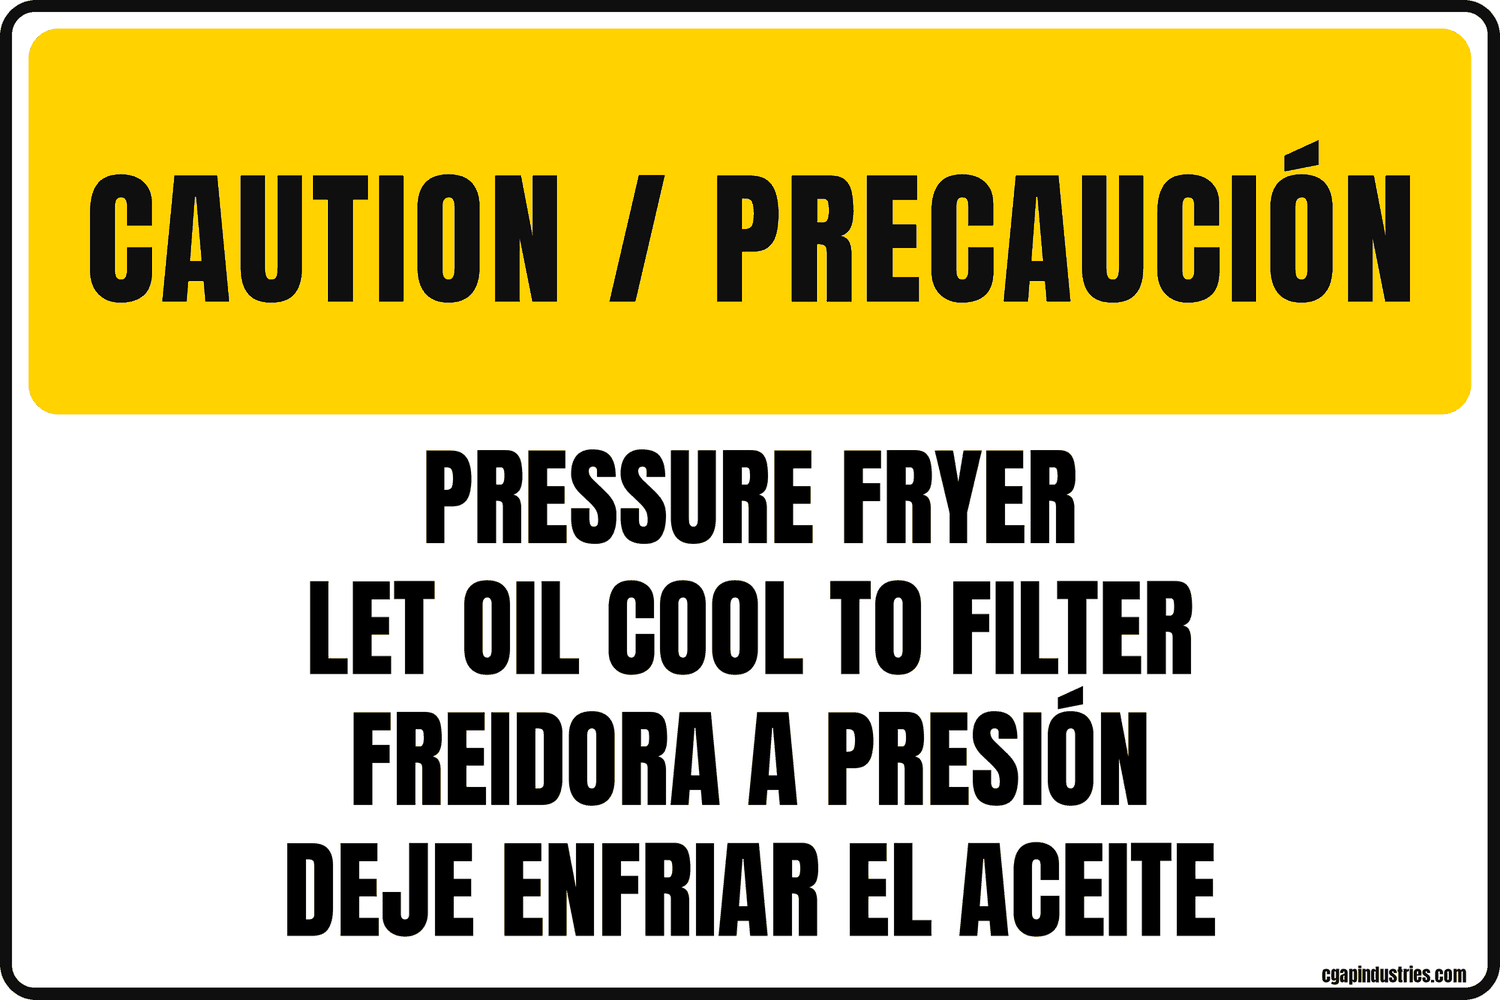 CAUTION / PRECAUCIÓN
PRESSURE FRYER
LET OIL COOL TO FILTER
FREIDORA A PRESIÓN
DEJE ENFRIAR EL ACEITE
cgapindustries.com